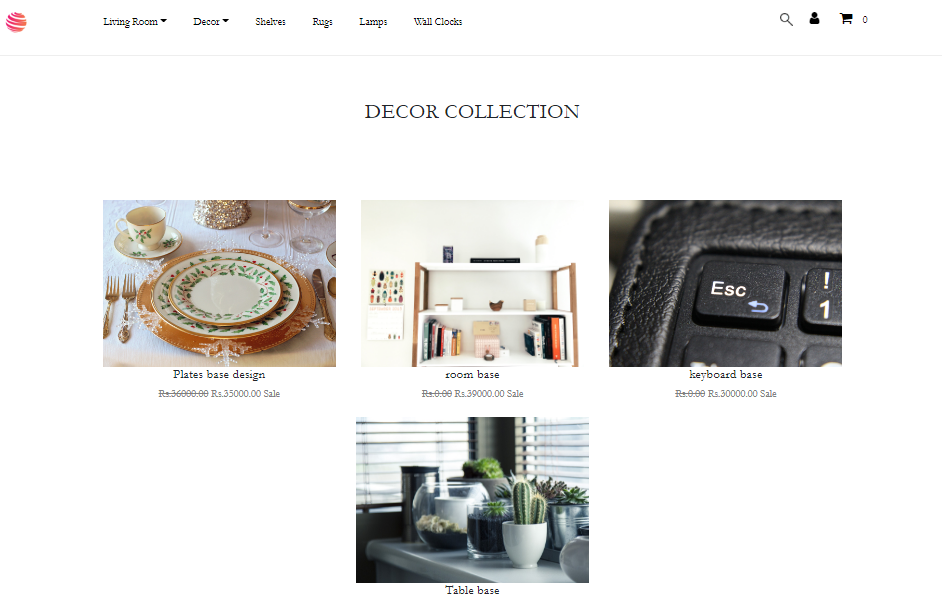 Living Room Decor Shelves Rugs Lamps Wall Clocks 0
DECOR COLLECTION
Esc
!
1
Plates base design room base keyboard base
Rs.36000.00 Rs.35000.00 Sale Rs.0.00 Rs.39000.00 Sale Rs.0.00 Rs.30000.00 Sale
Table base